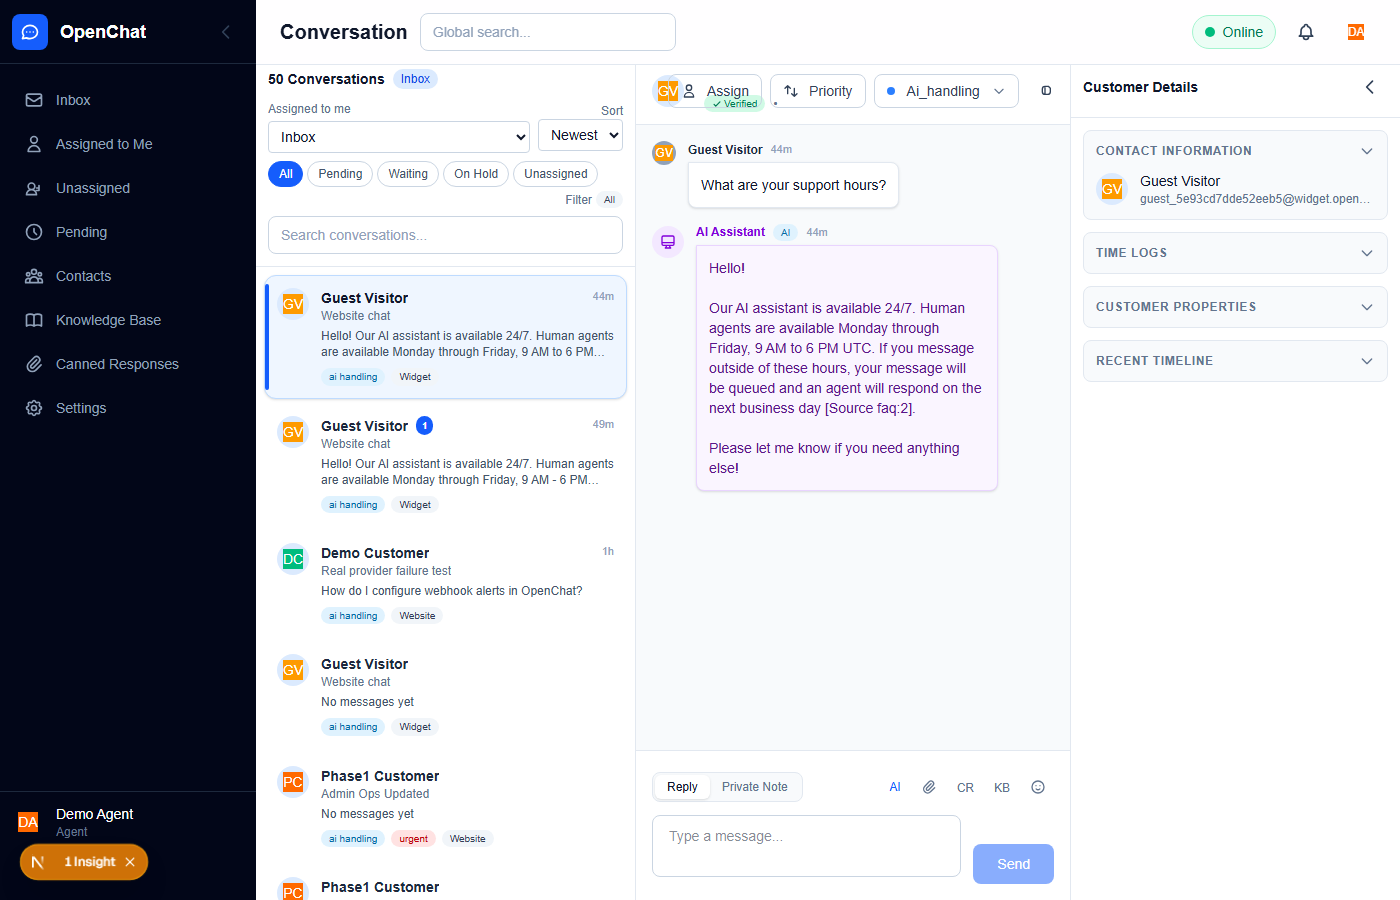 OpenChat
Inbox
Assigned to Me
Unassigned
Pending
Contacts
Knowledge Base
Canned Responses
Settings
DA
Demo Agent
Agent
N
1 Insight
Conversation
Global search...
Online
DA
50 Conversations
Inbox
Assigned to me
Sort
Inbox
Newest
All
Pending
Waiting
On Hold
Unassigned
Filter
All
Search conversations...
GV
Guest Visitor
44m
Website chat
Hello! Our AI assistant is available 24/7. Human
agents are available Monday through Friday, 9 AM to 6 PM…
ai handling
Widget
GV
Guest Visitor
1
49m
Website chat
Hello! Our AI assistant is available 24/7. Human
agents are available Monday through Friday, 9 AM - 6 PM…
ai handling
Widget
DC
Demo Customer
1h
Real provider failure test
How do I configure webhook alerts in OpenChat?
ai handling
Website
GV
Guest Visitor
Website chat
No messages yet
ai handling
Widget
PC
Phase1 Customer
Admin Ops Updated
No messages yet
ai handling
urgent
Website
PC
Phase1 Customer
GV
Assign
Verified
Priority
Ai_handling
GV
Guest Visitor
44m
What are your support hours?
AI Assistant
AI
44m
Hello!
Our AI assistant is available 24/7. Human
agents are available Monday through
Friday, 9 AM to 6 PM UTC. If you message
outside of these hours, your message will
be queued and an agent will respond on the
next business day [Source faq:2].
Please let me know if you need anything
else!
Reply
Private Note
AI
CR
KB
Type a message...
Send
Customer Details
CONTACT INFORMATION
GV
Guest Visitor
guest_5e93cd7dde52eeb5@widget.open…
TIME LOGS
CUSTOMER PROPERTIES
RECENT TIMELINE